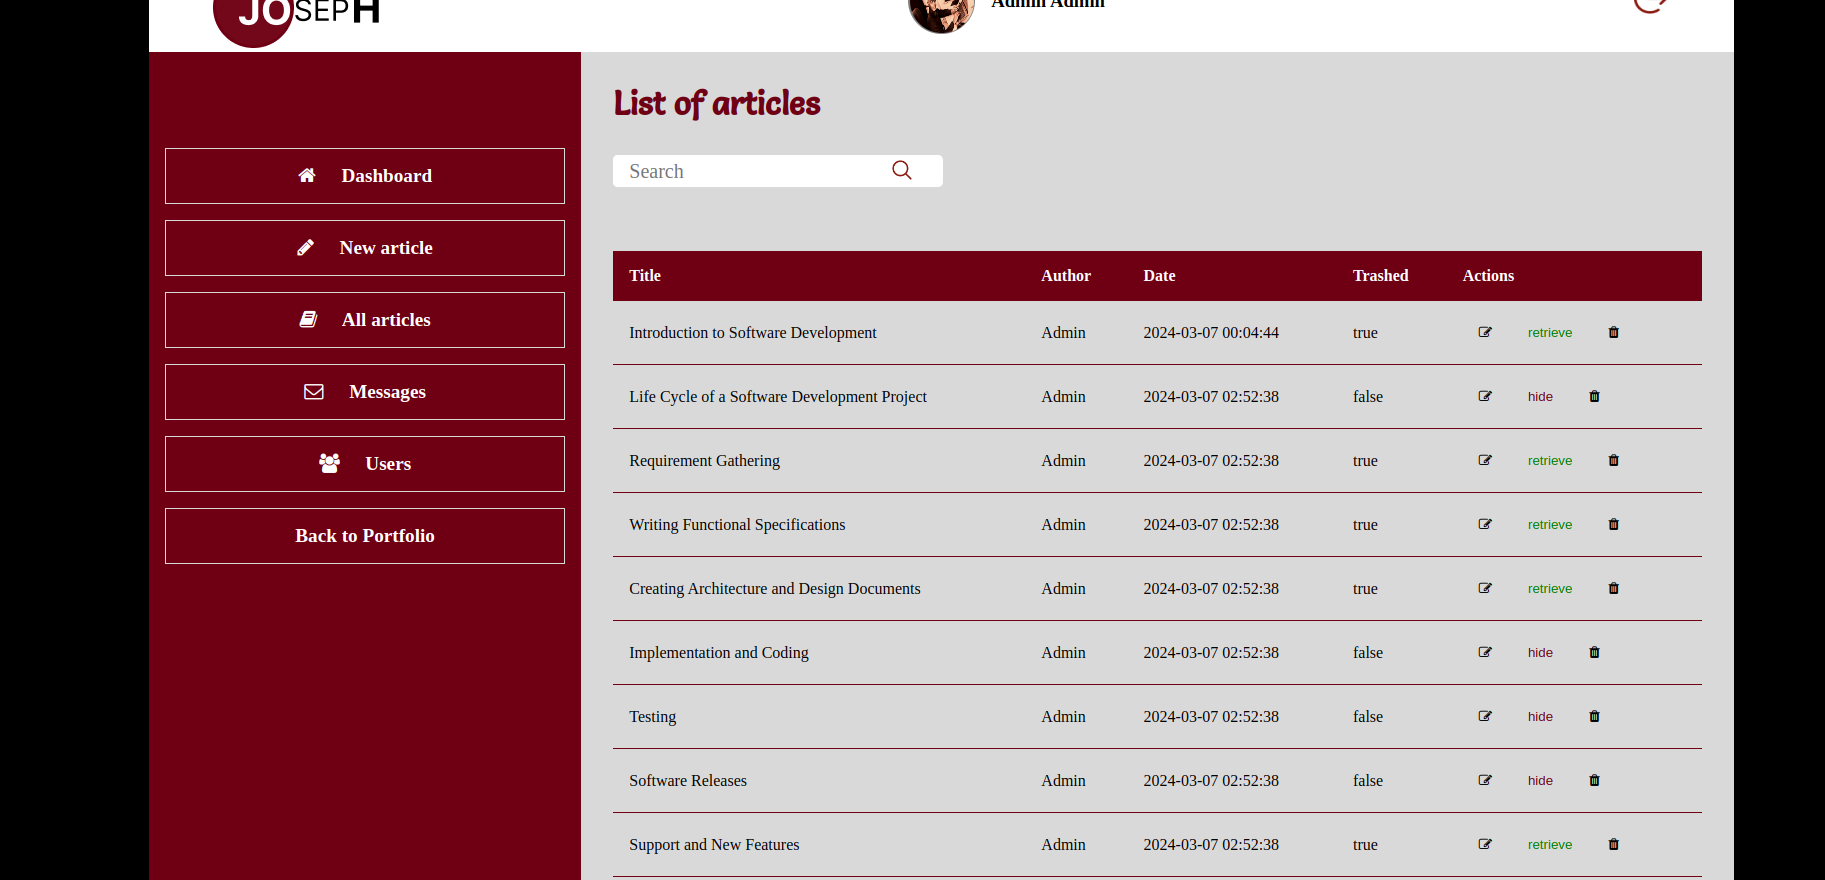 JOSEPH
Admin Admin
List of articles
Search
Dashboard
New article
All articles
Messages
Users
Back to Portfolio
Title Author Date Trashed Actions
Introduction to Software Development Admin 2024-03-07 00:04:44 true retrieve
Life Cycle of a Software Development Project Admin 2024-03-07 02:52:38 false hide
Requirement Gathering Admin 2024-03-07 02:52:38 true retrieve
Writing Functional Specifications Admin 2024-03-07 02:52:38 true retrieve
Creating Architecture and Design Documents Admin 2024-03-07 02:52:38 true retrieve
Implementation and Coding Admin 2024-03-07 02:52:38 false hide
Testing Admin 2024-03-07 02:52:38 false hide
Software Releases Admin 2024-03-07 02:52:38 false hide
Support and New Features Admin 2024-03-07 02:52:38 true retrieve